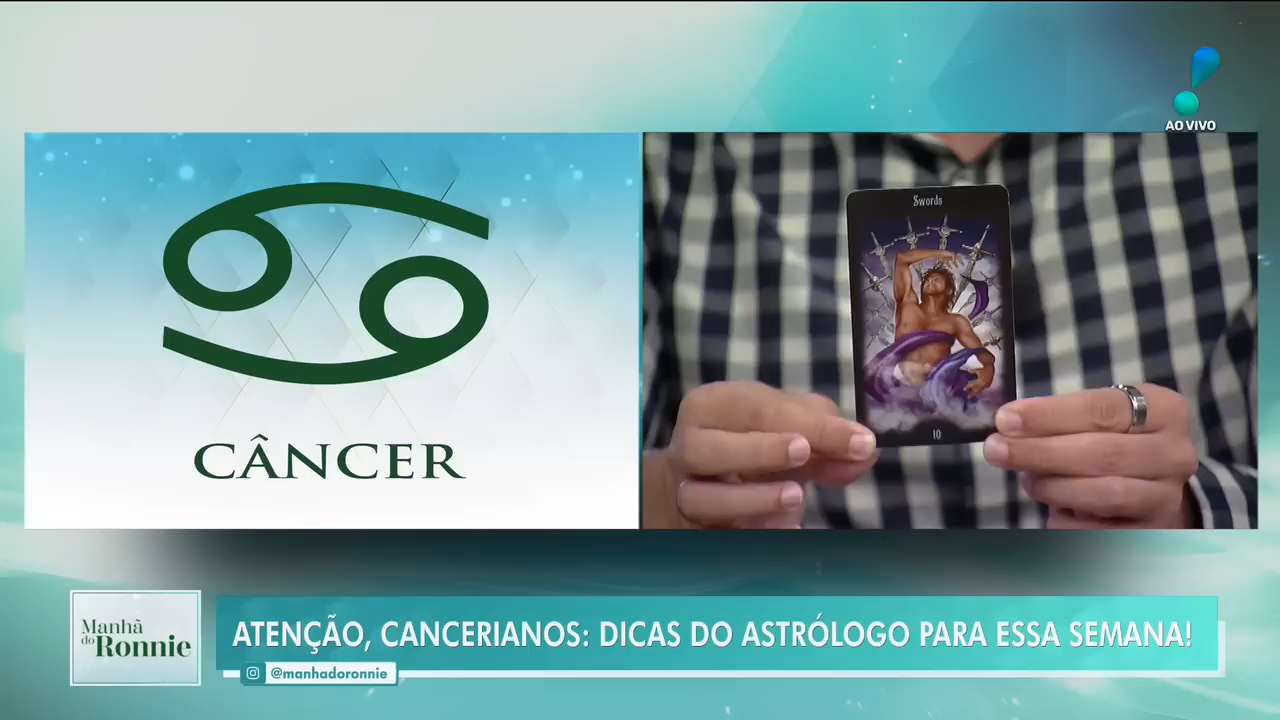 AO VIVO
CÂNCER
Swords
10
Manhã
do Ronnie
ATENÇÃO, CANCERIANOS: DICAS DO ASTRÓLOGO PARA ESSA SEMANA!
@manhadoronnie